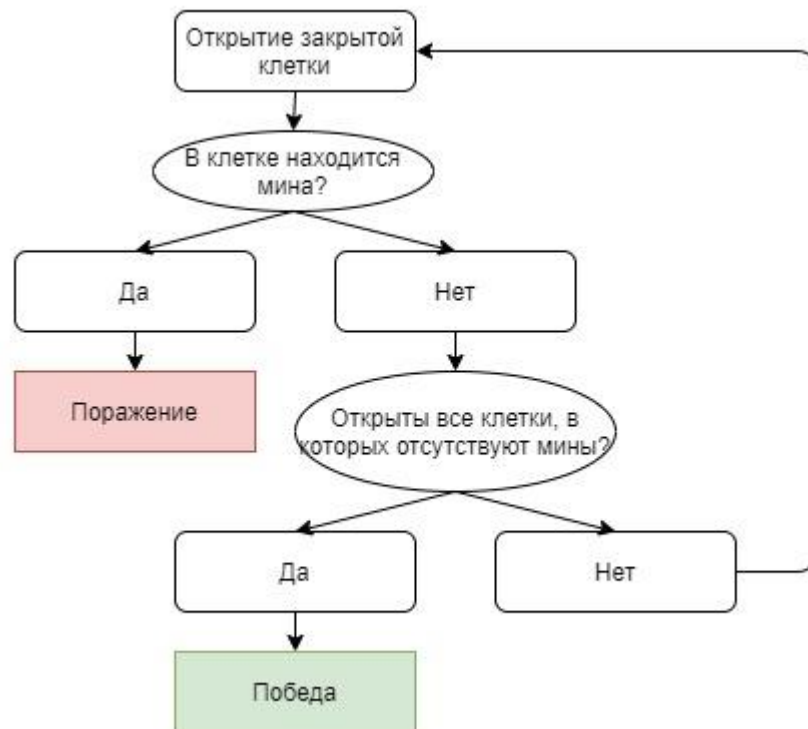 Открытие закрытой
клетки
В клетке находится
мина?
Да
Нет
Поражение
Открыты все клетки, в
которых отсутствуют мины?
Да
Нет
Победа